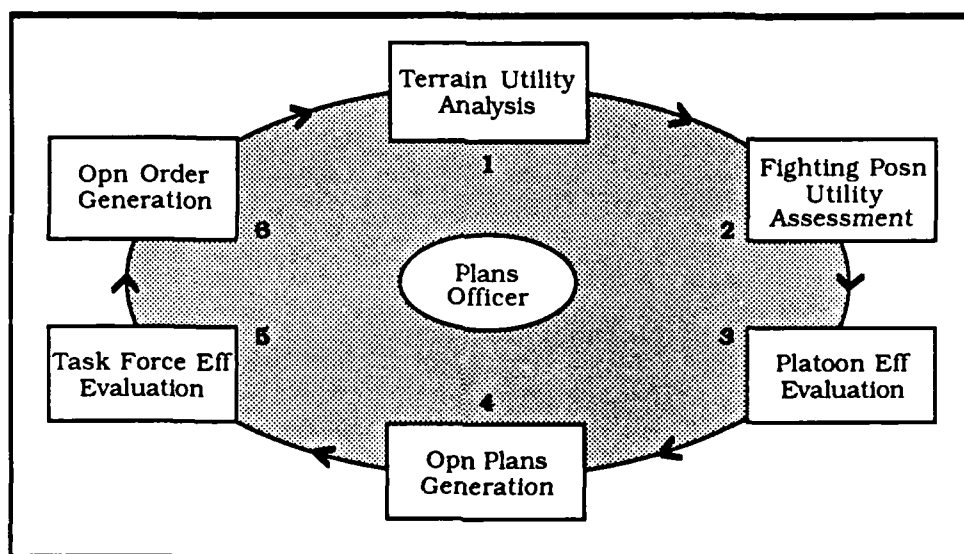 Terrain Utility
Analysis
1
Fighting Posn
Utility
Assessment
2
Platoon Eff
Evaluation
3
Opn Plans
Generation
4
Task Force Eff
Evaluation
5
Opn Order
Generation
6
Plans
Officer